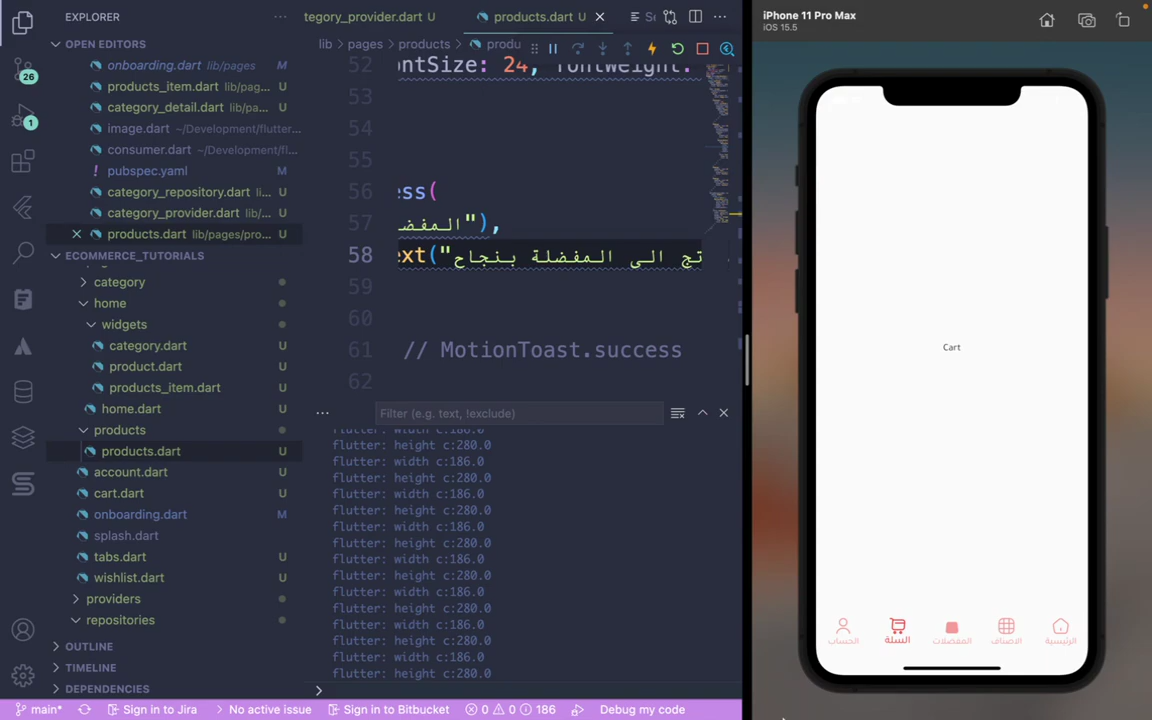 EXPLORER
OPEN EDITORS
onboarding.dart lib/pages M
products_item.dart lib/pag... U
category_detail.dart lib/pa... U
image.dart ~/Development/flutter...
consumer.dart ~/Development/fl...
pubspec.yaml M
category_repository.dart li... U
category_provider.dart lib/... U
products.dart lib/pages/pro... U
ECOMMERCE_TUTORIALS
category
home
widgets
category.dart U
product.dart U
products_item.dart U
home.dart U
products
products.dart U
account.dart U
cart.dart U
onboarding.dart M
splash.dart
tabs.dart U
wishlist.dart U
providers
repositories
OUTLINE
TIMELINE
DEPENDENCIES
26
1
tegory_provider.dart U
products.dart U
lib > pages > products > produ
52 ontSize: 24, fontWeight.
53
54
55
56 ess(
57 المفض"),
58 ext("تج الى المفضلة بنجاح
59
60
61 // MotionToast.success
62
Filter (e.g. text, !exclude)
flutter: width c:186.0
flutter: height c:280.0
flutter: width c:186.0
flutter: height c:280.0
flutter: width c:186.0
flutter: height c:280.0
flutter: width c:186.0
flutter: height c:280.0
flutter: width c:186.0
flutter: height c:280.0
flutter: width c:186.0
flutter: height c:280.0
flutter: width c:186.0
flutter: height c:280.0
flutter: width c:186.0
flutter: height c:280.0
main*
Sign in to Jira
No active issue
Sign in to Bitbucket
0 0 186
Debug my code
iPhone 11 Pro Max
iOS 15.5
Cart
الرئيسية
الاصناف
المفضلات
السلة
الحساب